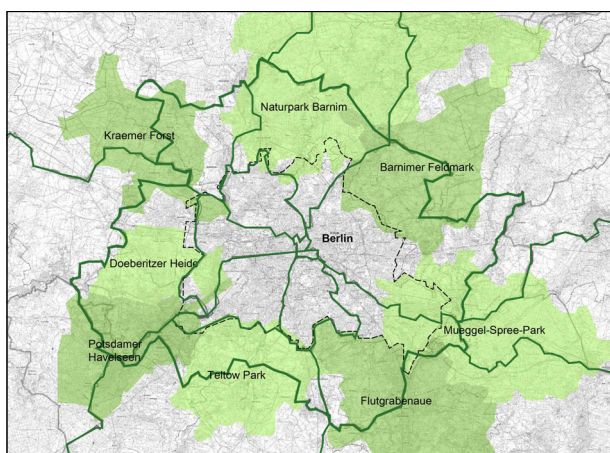 Naturpark Barnim
Kraemer Forst
Barnimer Feldmark
Berlin
Doeberitzer Heide
Mueggel-Spree-Park
Potsdamer
Havelseen
Teltow Park
Flutgrabenaue